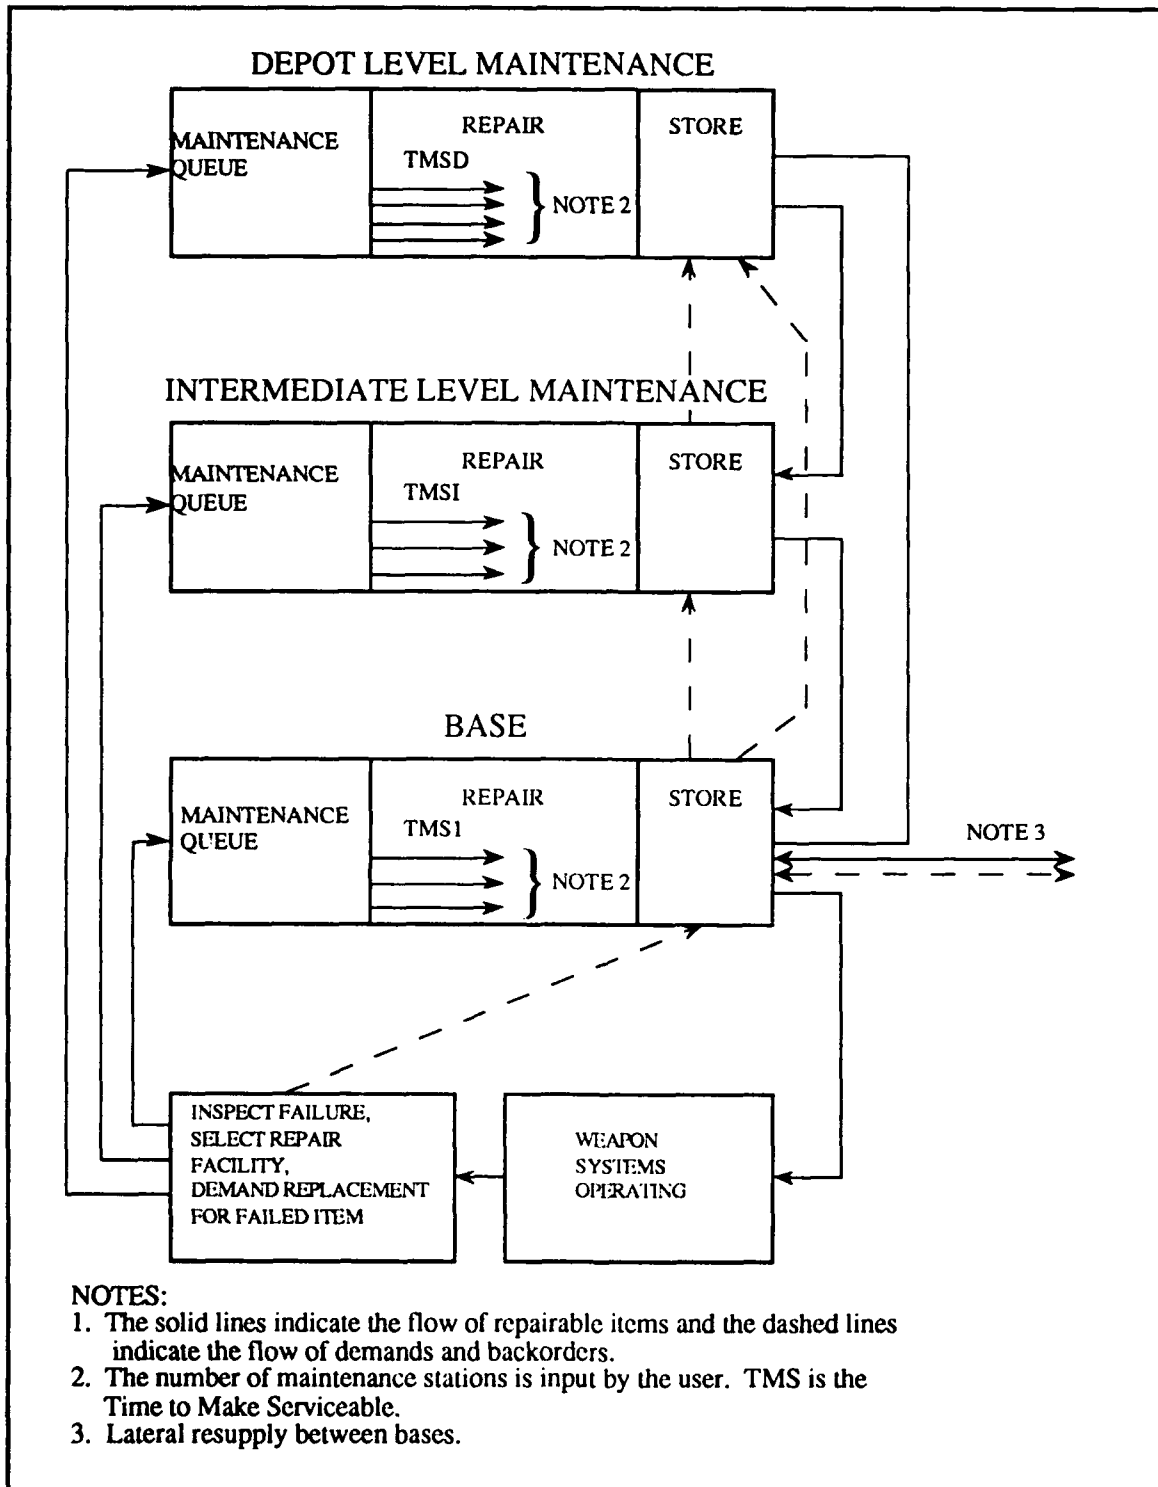 DEPOT LEVEL MAINTENANCE
MAINTENANCE
QUEUE
REPAIR
TMSD
NOTE 2
STORE
INTERMEDIATE LEVEL MAINTENANCE
MAINTENANCE
QUEUE
REPAIR
TMSI
NOTE 2
STORE
BASE
MAINTENANCE
QUEUE
REPAIR
TMS1
NOTE 2
STORE
NOTE 3
INSPECT FAILURE,
SELECT REPAIR
FACILITY,
DEMAND REPLACEMENT
FOR FAILED ITEM
WEAPON
SYSTEMS
OPERATING
NOTES:
1. The solid lines indicate the flow of repairable items and the dashed lines
indicate the flow of demands and backorders.
2. The number of maintenance stations is input by the user. TMS is the
Time to Make Serviceable.
3. Lateral resupply between bases.